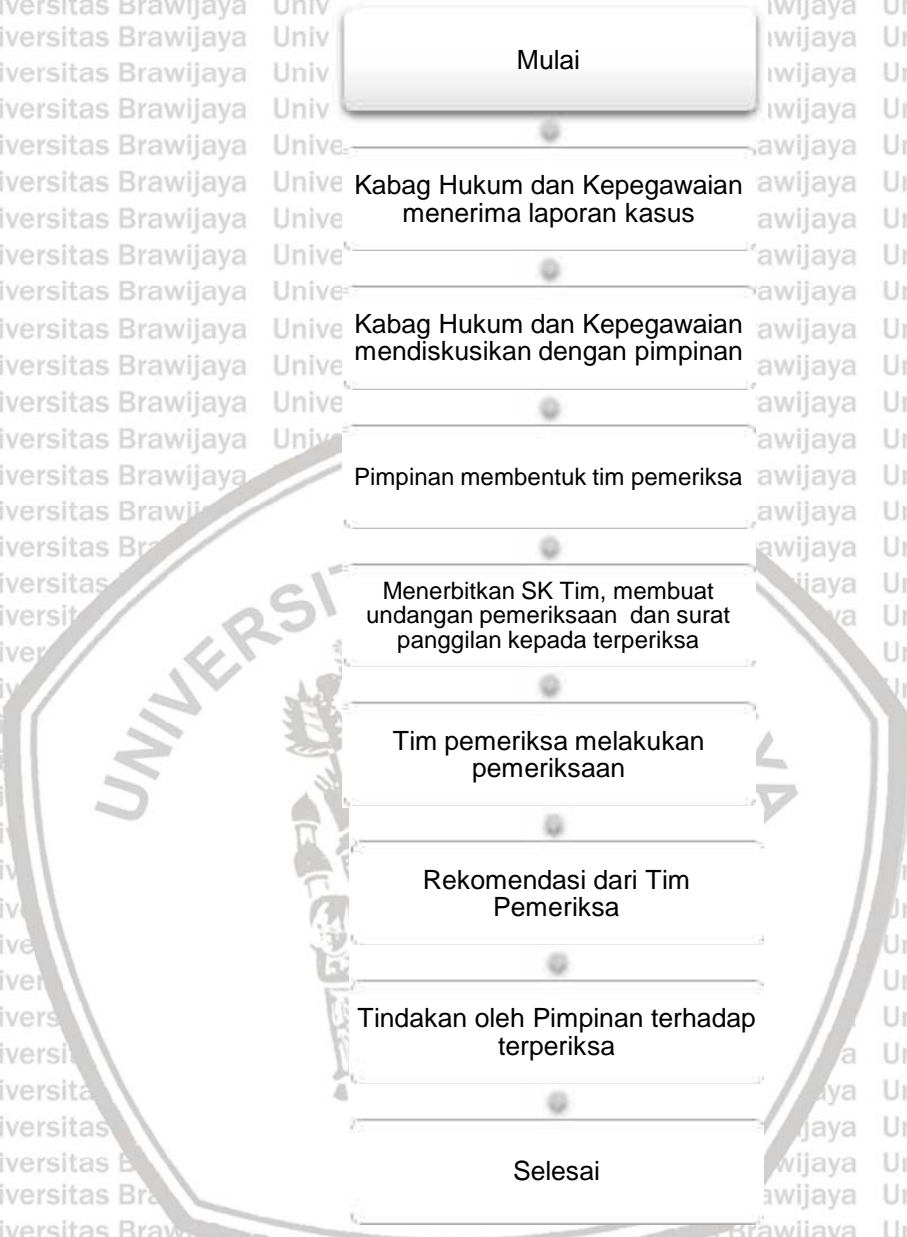 Mulai
Kabag Hukum dan Kepegawaian
menerima laporan kasus
Kabag Hukum dan Kepegawaian
mendiskusikan dengan pimpinan
Pimpinan membentuk tim pemeriksa
Menerbitkan SK Tim, membuat
undangan pemeriksaan dan surat
panggilan kepada terperiksa
Tim pemeriksa melakukan
pemeriksaan
Rekomendasi dari Tim
Pemeriksa
Tindakan oleh Pimpinan terhadap
terperiksa
Selesai